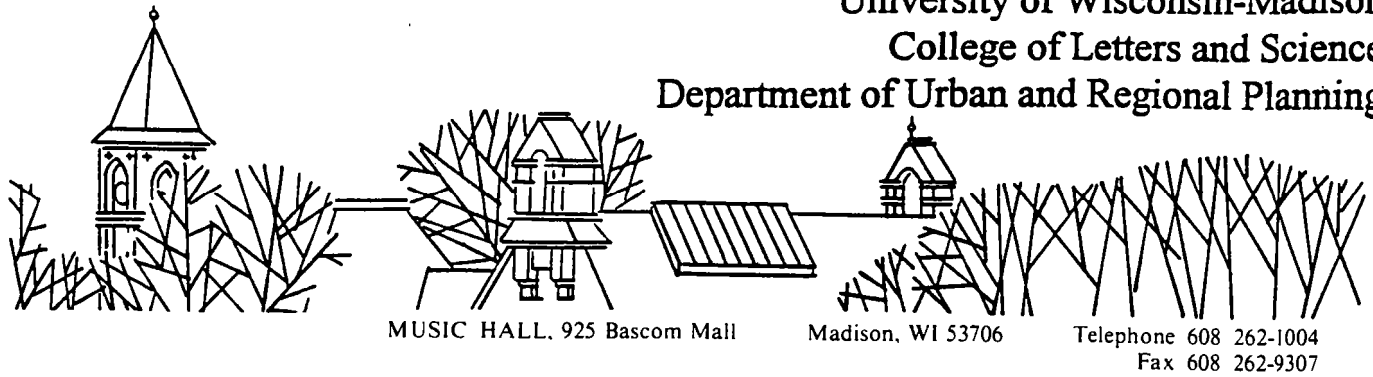 University of Wisconsin-Madison
College of Letters and Science
Department of Urban and Regional Planning
MUSIC HALL, 925 Bascom Mall Madison, WI 53706 Telephone 608 262-1004
Fax 608 262-9307